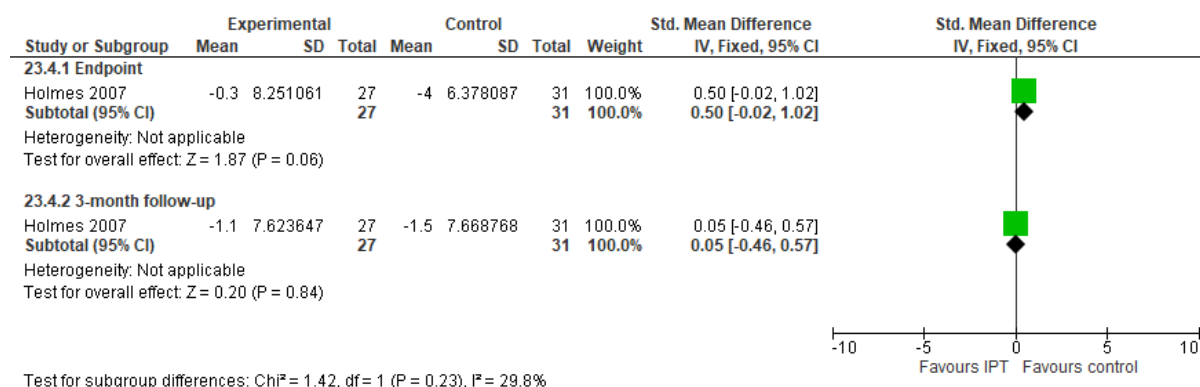 Experimental Control Std. Mean Difference Std. Mean Difference
Study or Subgroup Mean SD Total Mean SD Total Weight IV, Fixed, 95% CI IV, Fixed, 95% CI
23.4.1 Endpoint
Holmes 2007 -0.3 8.251061 27 -4 6.378087 31 100.0% 0.50 [-0.02, 1.02]
Subtotal (95% CI) 27 31 100.0% 0.50 [-0.02, 1.02]
Heterogeneity: Not applicable
Test for overall effect: Z = 1.87 (P = 0.06)
23.4.2 3-month follow-up
Holmes 2007 -1.1 7.623647 27 -1.5 7.668768 31 100.0% 0.05 [-0.46, 0.57]
Subtotal (95% CI) 27 31 100.0% 0.05 [-0.46, 0.57]
Heterogeneity: Not applicable
Test for overall effect: Z = 0.20 (P = 0.84)
-10 -5 0 5 10
Favours IPT Favours control
Test for subgroup differences: Chi² = 1.42, df = 1 (P = 0.23), I² = 29.8%